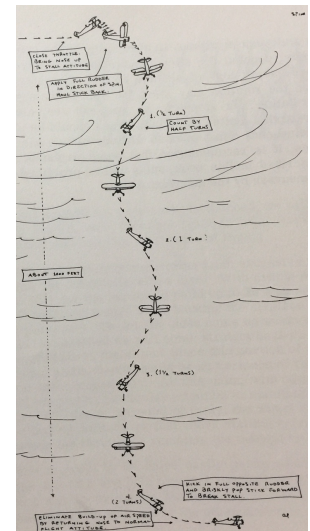 SPIN
CLOSE THROTTLE.
BRING NOSE UP
TO STALL ATTITUDE
APPLY FULL RUDDER
IN DIRECTION OF SPIN.
HAUL STICK BACK.
1. (½ TURN)
COUNT BY
HALF TURNS
2. (1 TURN)
ABOUT 1000 FEET
3. (1½ TURNS)
KICK IN FULL OPPOSITE RUDDER
AND BRISKLY POP STICK FORWARD
TO BREAK STALL
(2 TURNS)
ELIMINATE BUILD-UP OF AIR SPEED
BY RETURNING NOSE TO NORMAL
FLIGHT ATTITUDE